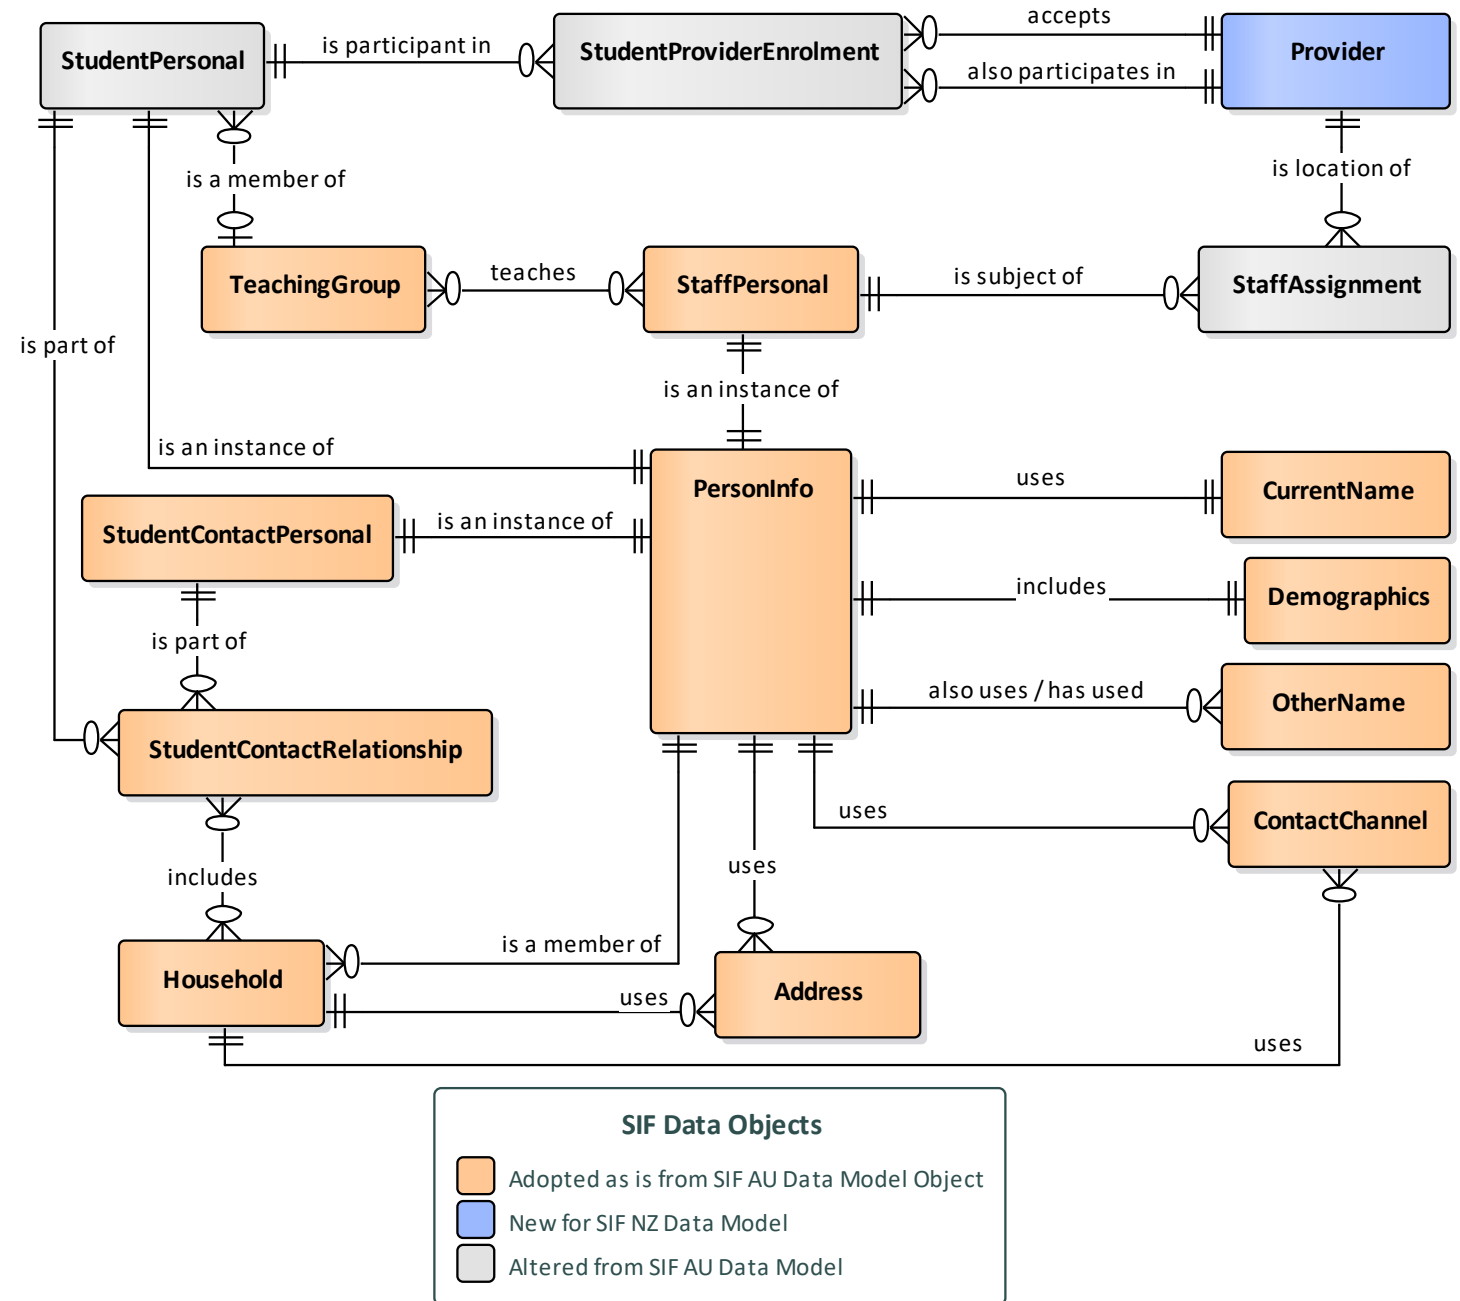 accepts
StudentPersonal
is participant in
StudentProviderEnrolment
Provider
also participates in
is a member of
is location of
TeachingGroup
teaches
StaffPersonal
is subject of
StaffAssignment
is part of
is an instance of
is an instance of
PersonInfo
uses
CurrentName
StudentContactPersonal
is an instance of
includes
Demographics
is part of
also uses / has used
OtherName
StudentContactRelationship
uses
ContactChannel
includes
uses
is a member of
Household
uses
Address
uses
SIF Data Objects
Adopted as is from SIF AU Data Model Object
New for SIF NZ Data Model
Altered from SIF AU Data Model